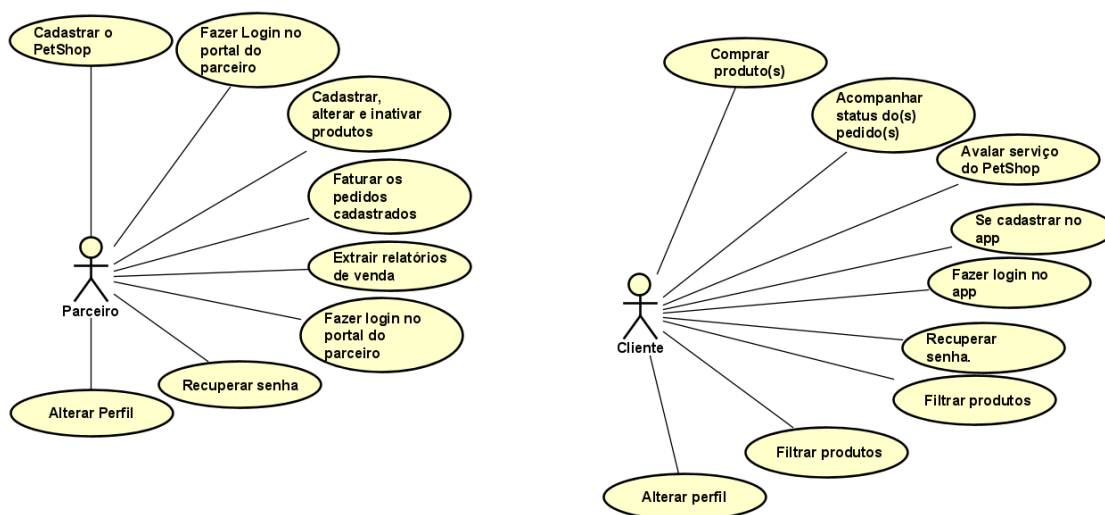 Cadastrar o
PetShop
Fazer Login no
portal do
parceiro
Cadastrar,
alterar e inativar
produtos
Faturar os
pedidos
cadastrados
Extrair relatórios
de venda
Fazer login no
portal do
parceiro
Recuperar senha
Alterar Perfil
Parceiro
Comprar
produto(s)
Acompanhar
status do(s)
pedido(s)
Avalar serviço
do PetShop
Se cadastrar no
app
Fazer login no
app
Recuperar
senha.
Filtrar produtos
Filtrar produtos
Alterar perfil
Cliente